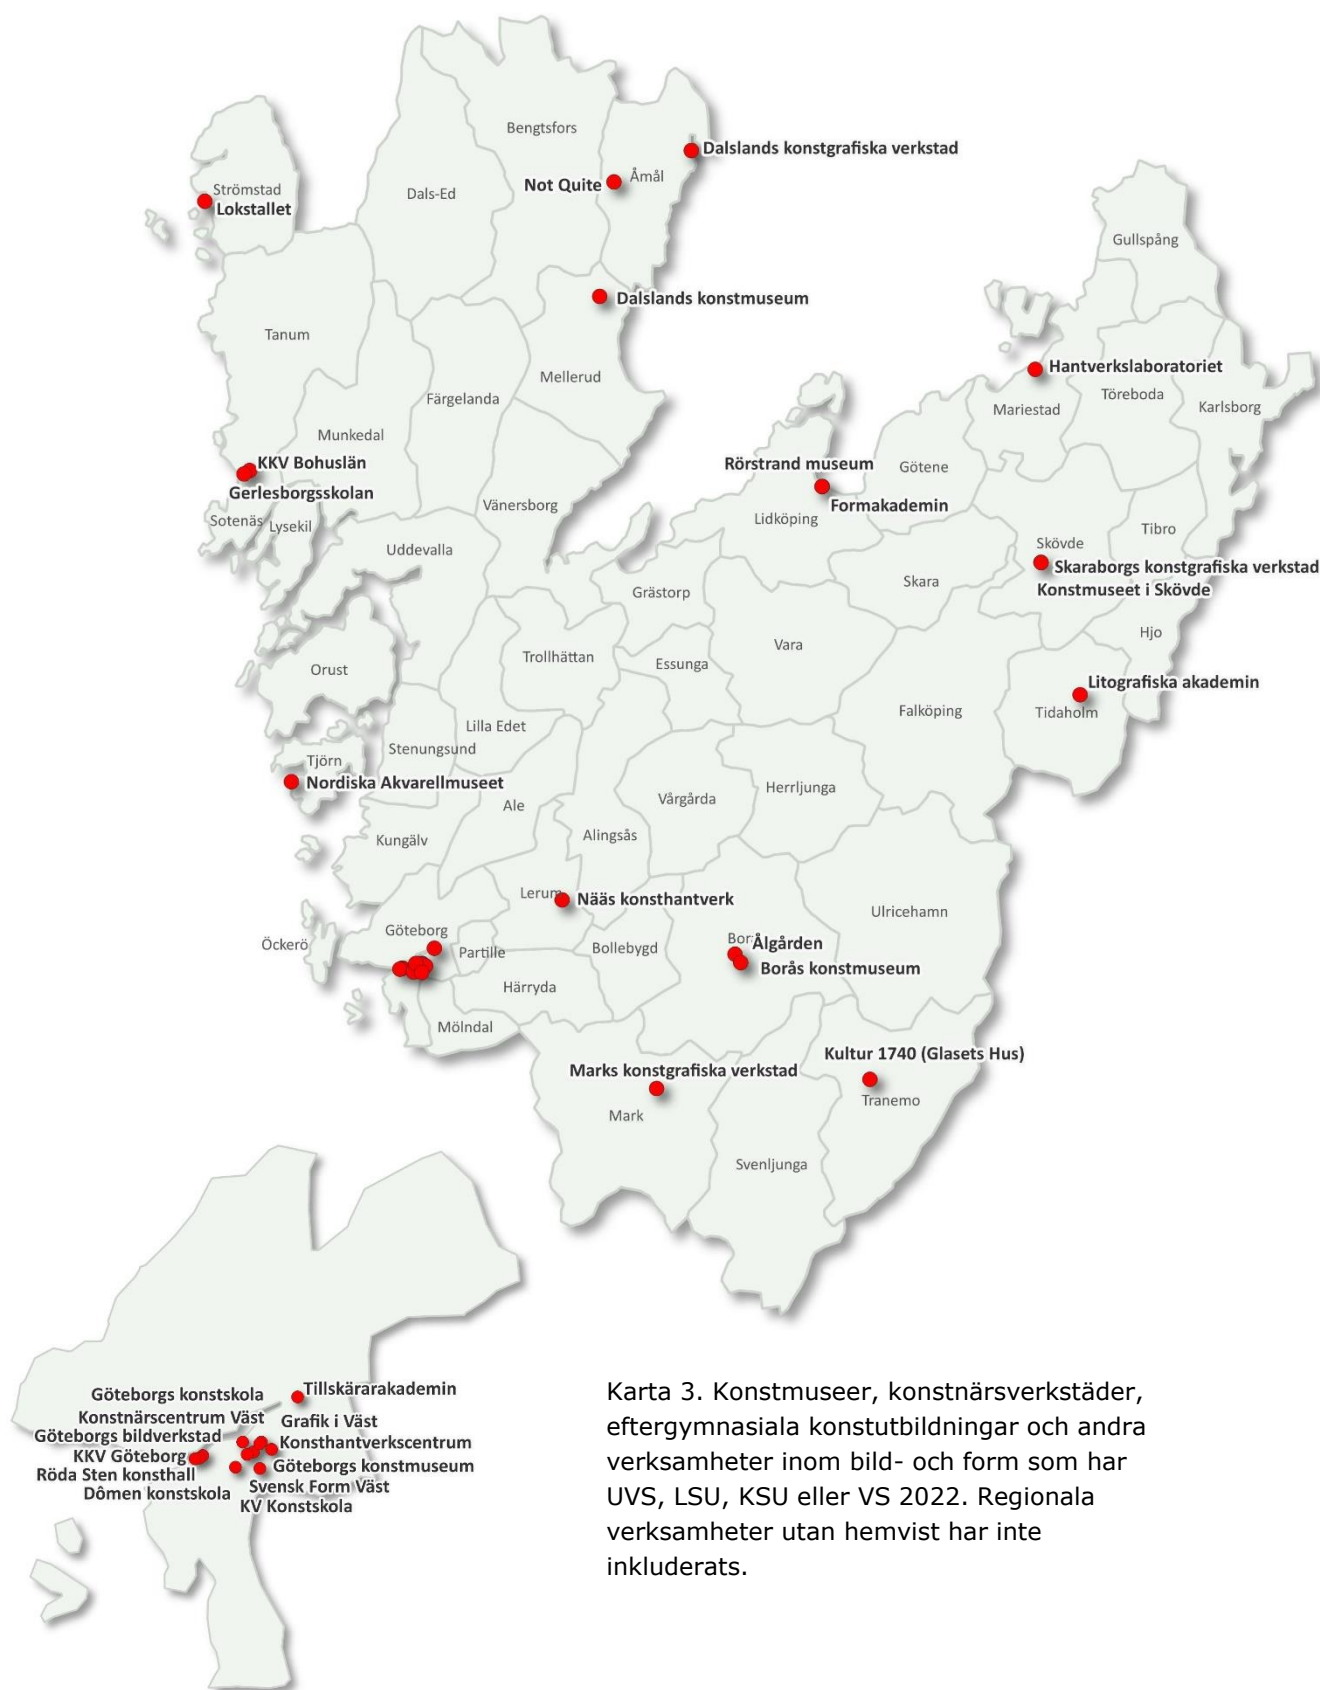 Bengtsfors
Dalslands konstgrafiska verkstad
Not Quite
Åmål
Dals-Ed
Strömstad
Lokstallet
Gullspång
Dalslands konstmuseum
Tanum
Hantverkslaboratoriet
Mellerud
Töreboda
Färgelanda
Mariestad
Karlsborg
Munkedal
KKV Bohuslän
Rörstrand museum
Götene
Gerlesborgsskolan
Formakademin
Vänersborg
Sotenäs
Lysekil
Lidköping
Tibro
Uddevalla
Skövde
Skaraborgs konstgrafiska verkstad
Skara
Konstmuseet i Skövde
Grästorp
Hjo
Vara
Trollhättan
Essunga
Orust
Litografiska akademin
Falköping
Tidaholm
Lilla Edet
Stenungsund
Tjörn
Nordiska Akvarellmuseet
Herrljunga
Vårgårda
Ale
Alingsås
Kungälv
Lerum
Nääs konsthantverk
Ulricehamn
Göteborg
Öckerö
Partille
Bollebygd
Ålgården
Borås konstmuseum
Härryda
Mölndal
Kultur 1740 (Glasets Hus)
Marks konstgrafiska verkstad
Tranemo
Mark
Svenljunga
Göteborgs konstskola
Tillskärarakademin
Konstnärscentrum Väst
Grafik i Väst
Göteborgs bildverkstad
Konsthantverkscentrum
KKV Göteborg
Göteborgs konstmuseum
Röda Sten konsthall
Svensk Form Väst
Dômen konstskola
KV Konstskola
Karta 3. Konstmuseer, konstnärsverkstäder,
eftergymnasiala konstutbildningar och andra
verksamheter inom bild- och form som har
UVS, LSU, KSU eller VS 2022. Regionala
verksamheter utan hemvist har inte
inkluderats.